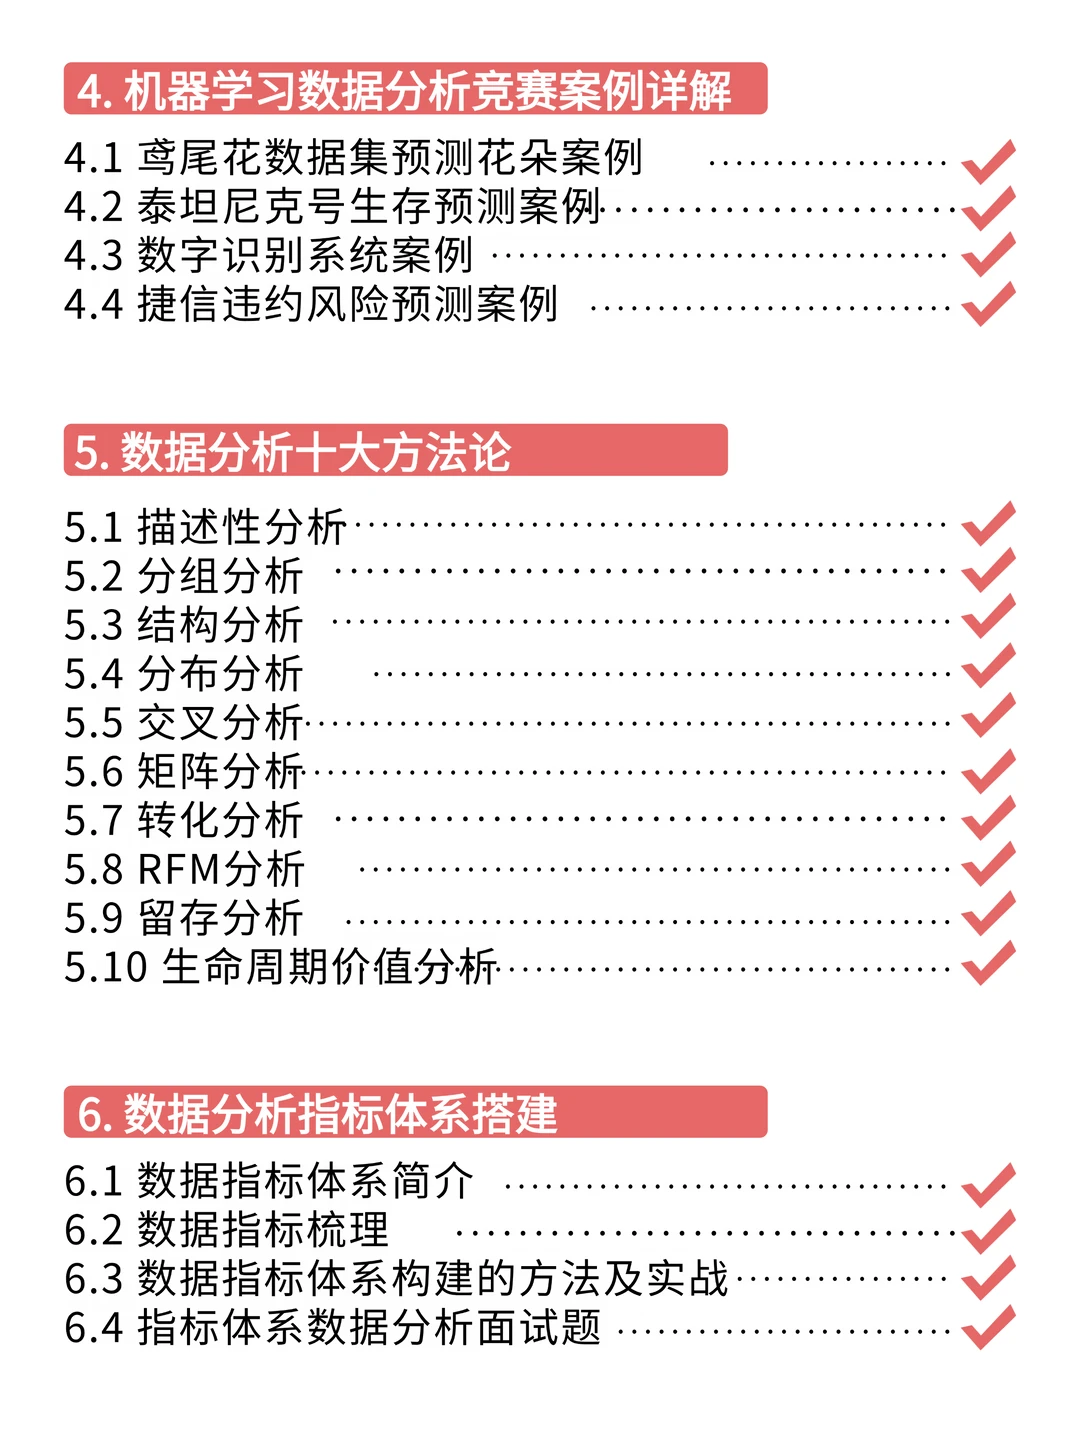 4. 机器学习数据分析竞赛案例详解
4.1 鸢尾花数据集预测花朵案例
4.2 泰坦尼克号生存预测案例
4.3 数字识别系统案例
4.4 捷信违约风险预测案例
5. 数据分析十大方法论
5.1 描述性分析
5.2 分组分析
5.3 结构分析
5.4 分布分析
5.5 交叉分析
5.6 矩阵分析
5.7 转化分析
5.8 RFM分析
5.9 留存分析
5.10 生命周期价值分析
6. 数据分析指标体系搭建
6.1 数据指标体系简介
6.2 数据指标梳理
6.3 数据指标体系构建的方法及实战
6.4 指标体系数据分析面试题